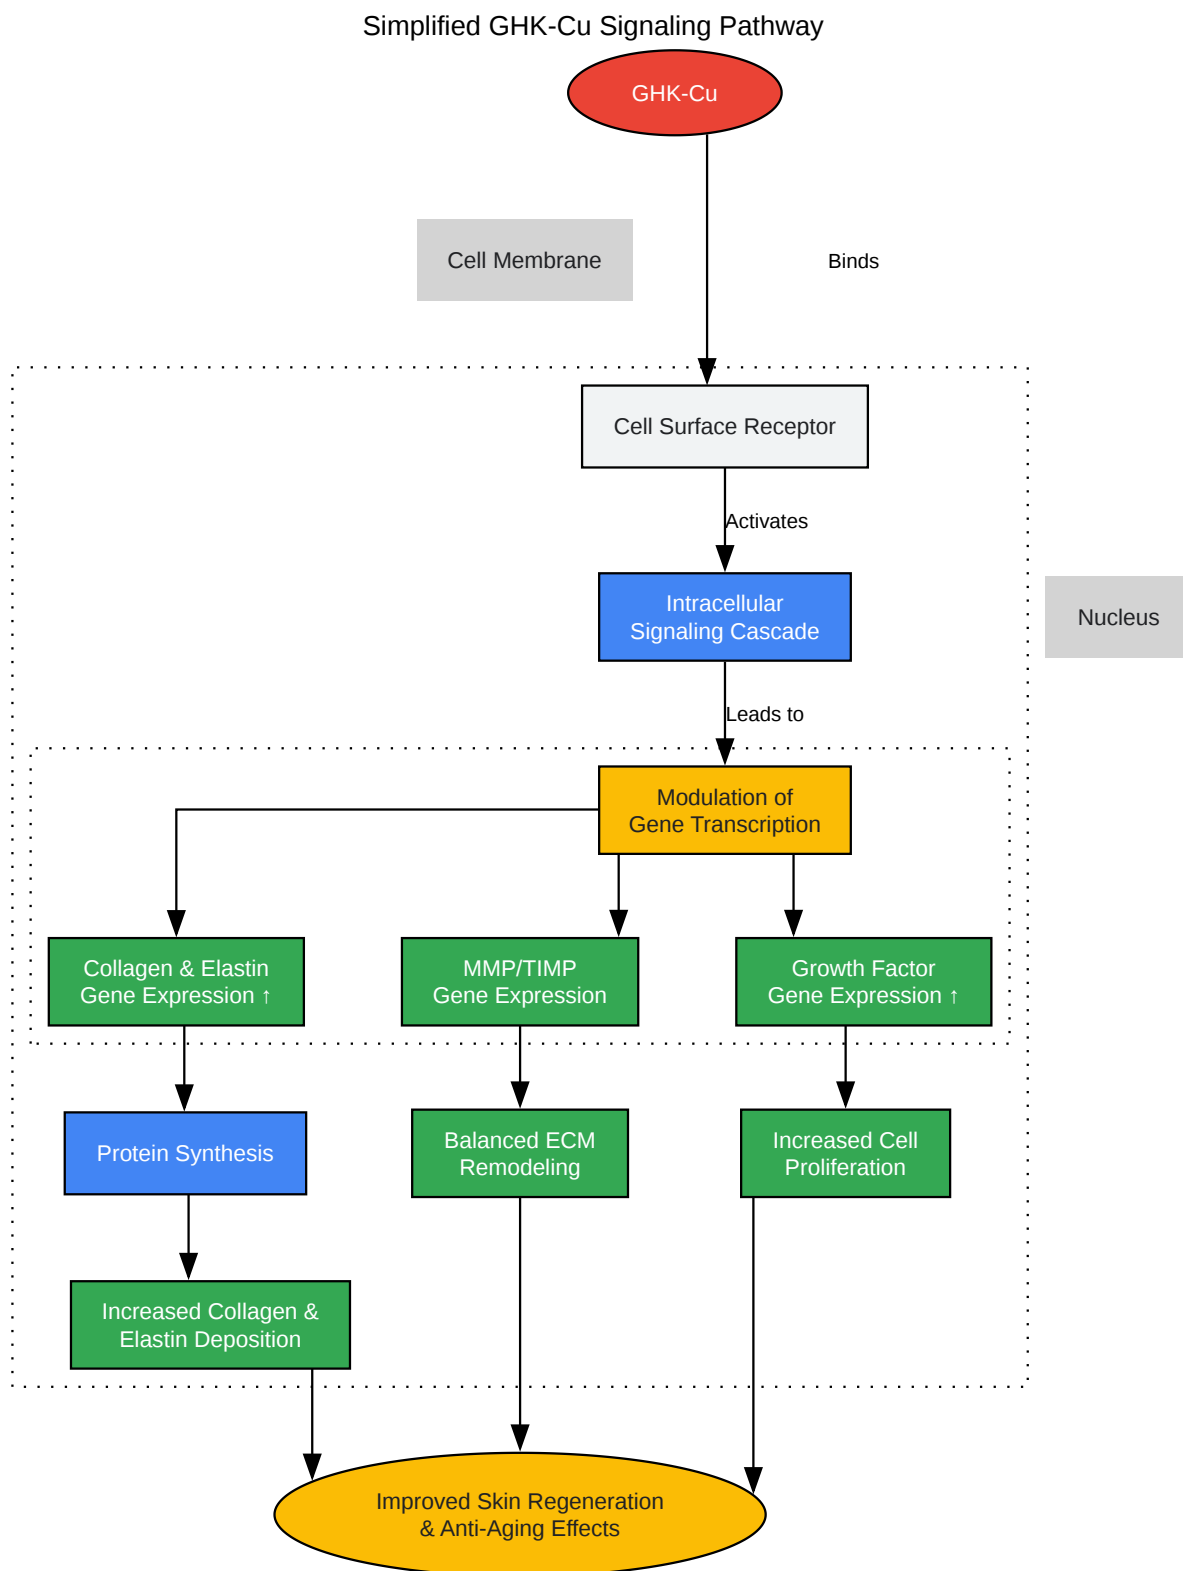 Simplified GHK-Cu Signaling Pathway
GHK-Cu
Cell Membrane
Binds
Cell Surface Receptor
Activates
Intracellular
Signaling Cascade
Nucleus
Leads to
Modulation of
Gene Transcription
Collagen & Elastin
Gene Expression ↑
MMP/TIMP
Gene Expression
Growth Factor
Gene Expression ↑
Protein Synthesis
Balanced ECM
Remodeling
Increased Cell
Proliferation
Increased Collagen &
Elastin Deposition
Improved Skin Regeneration
& Anti-Aging Effects